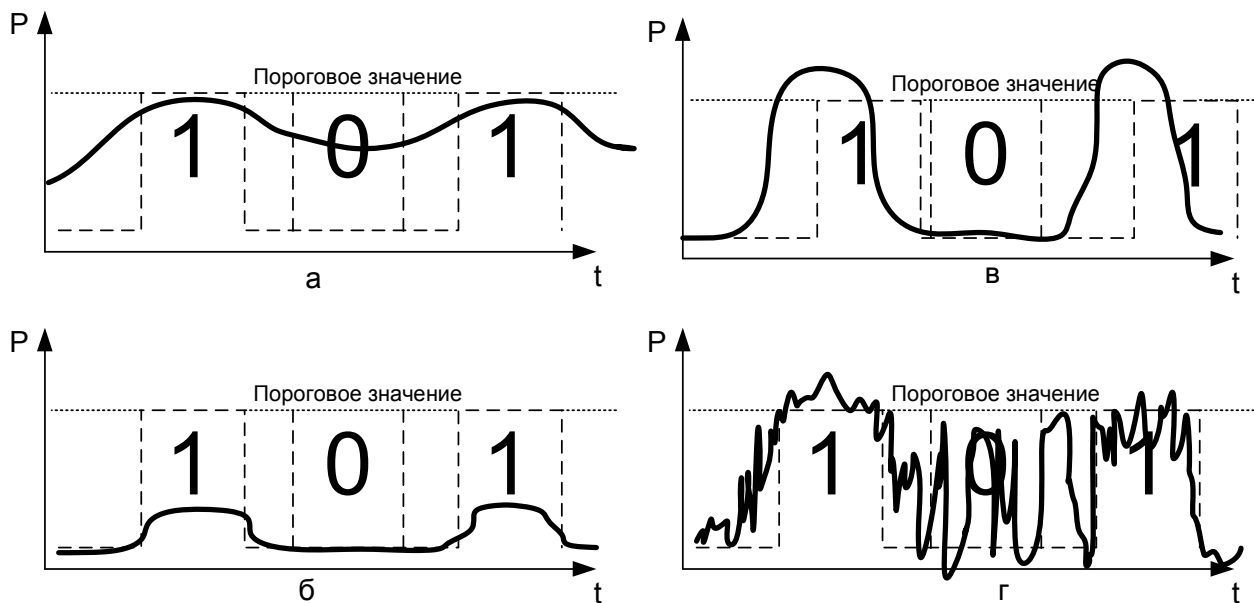 P
Пороговое значение
1 0 1
t
а
P
Пороговое значение
1 0 1
t
в
P
Пороговое значение
1 0 1
t
б
P
Пороговое значение
1 0 1
t
г